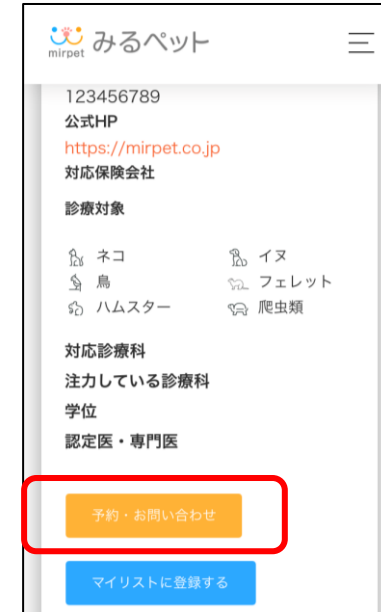 mirpet みるペット
123456789
公式HP
https://mirpet.co.jp
対応保険会社
診療対象
ネコ イヌ
鳥 フェレット
ハムスター 爬虫類
対応診療科
注力している診療科
学位
認定医・専門医
予約・お問い合わせ
マイリストに登録する